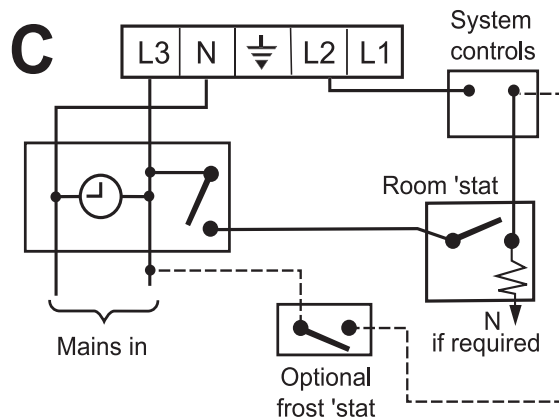 C
L3 N L2 L1
System
controls
Room 'stat
N
if required
Mains in
Optional
frost 'stat